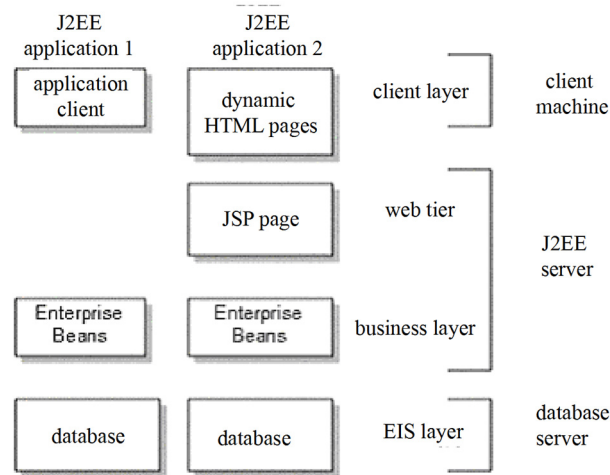 J2EE
application 1
J2EE
application 2
application
client
dynamic
HTML pages
client layer
client
machine
JSP page
web tier
J2EE
server
Enterprise
Beans
Enterprise
Beans
business layer
database
database
EIS layer
database
server